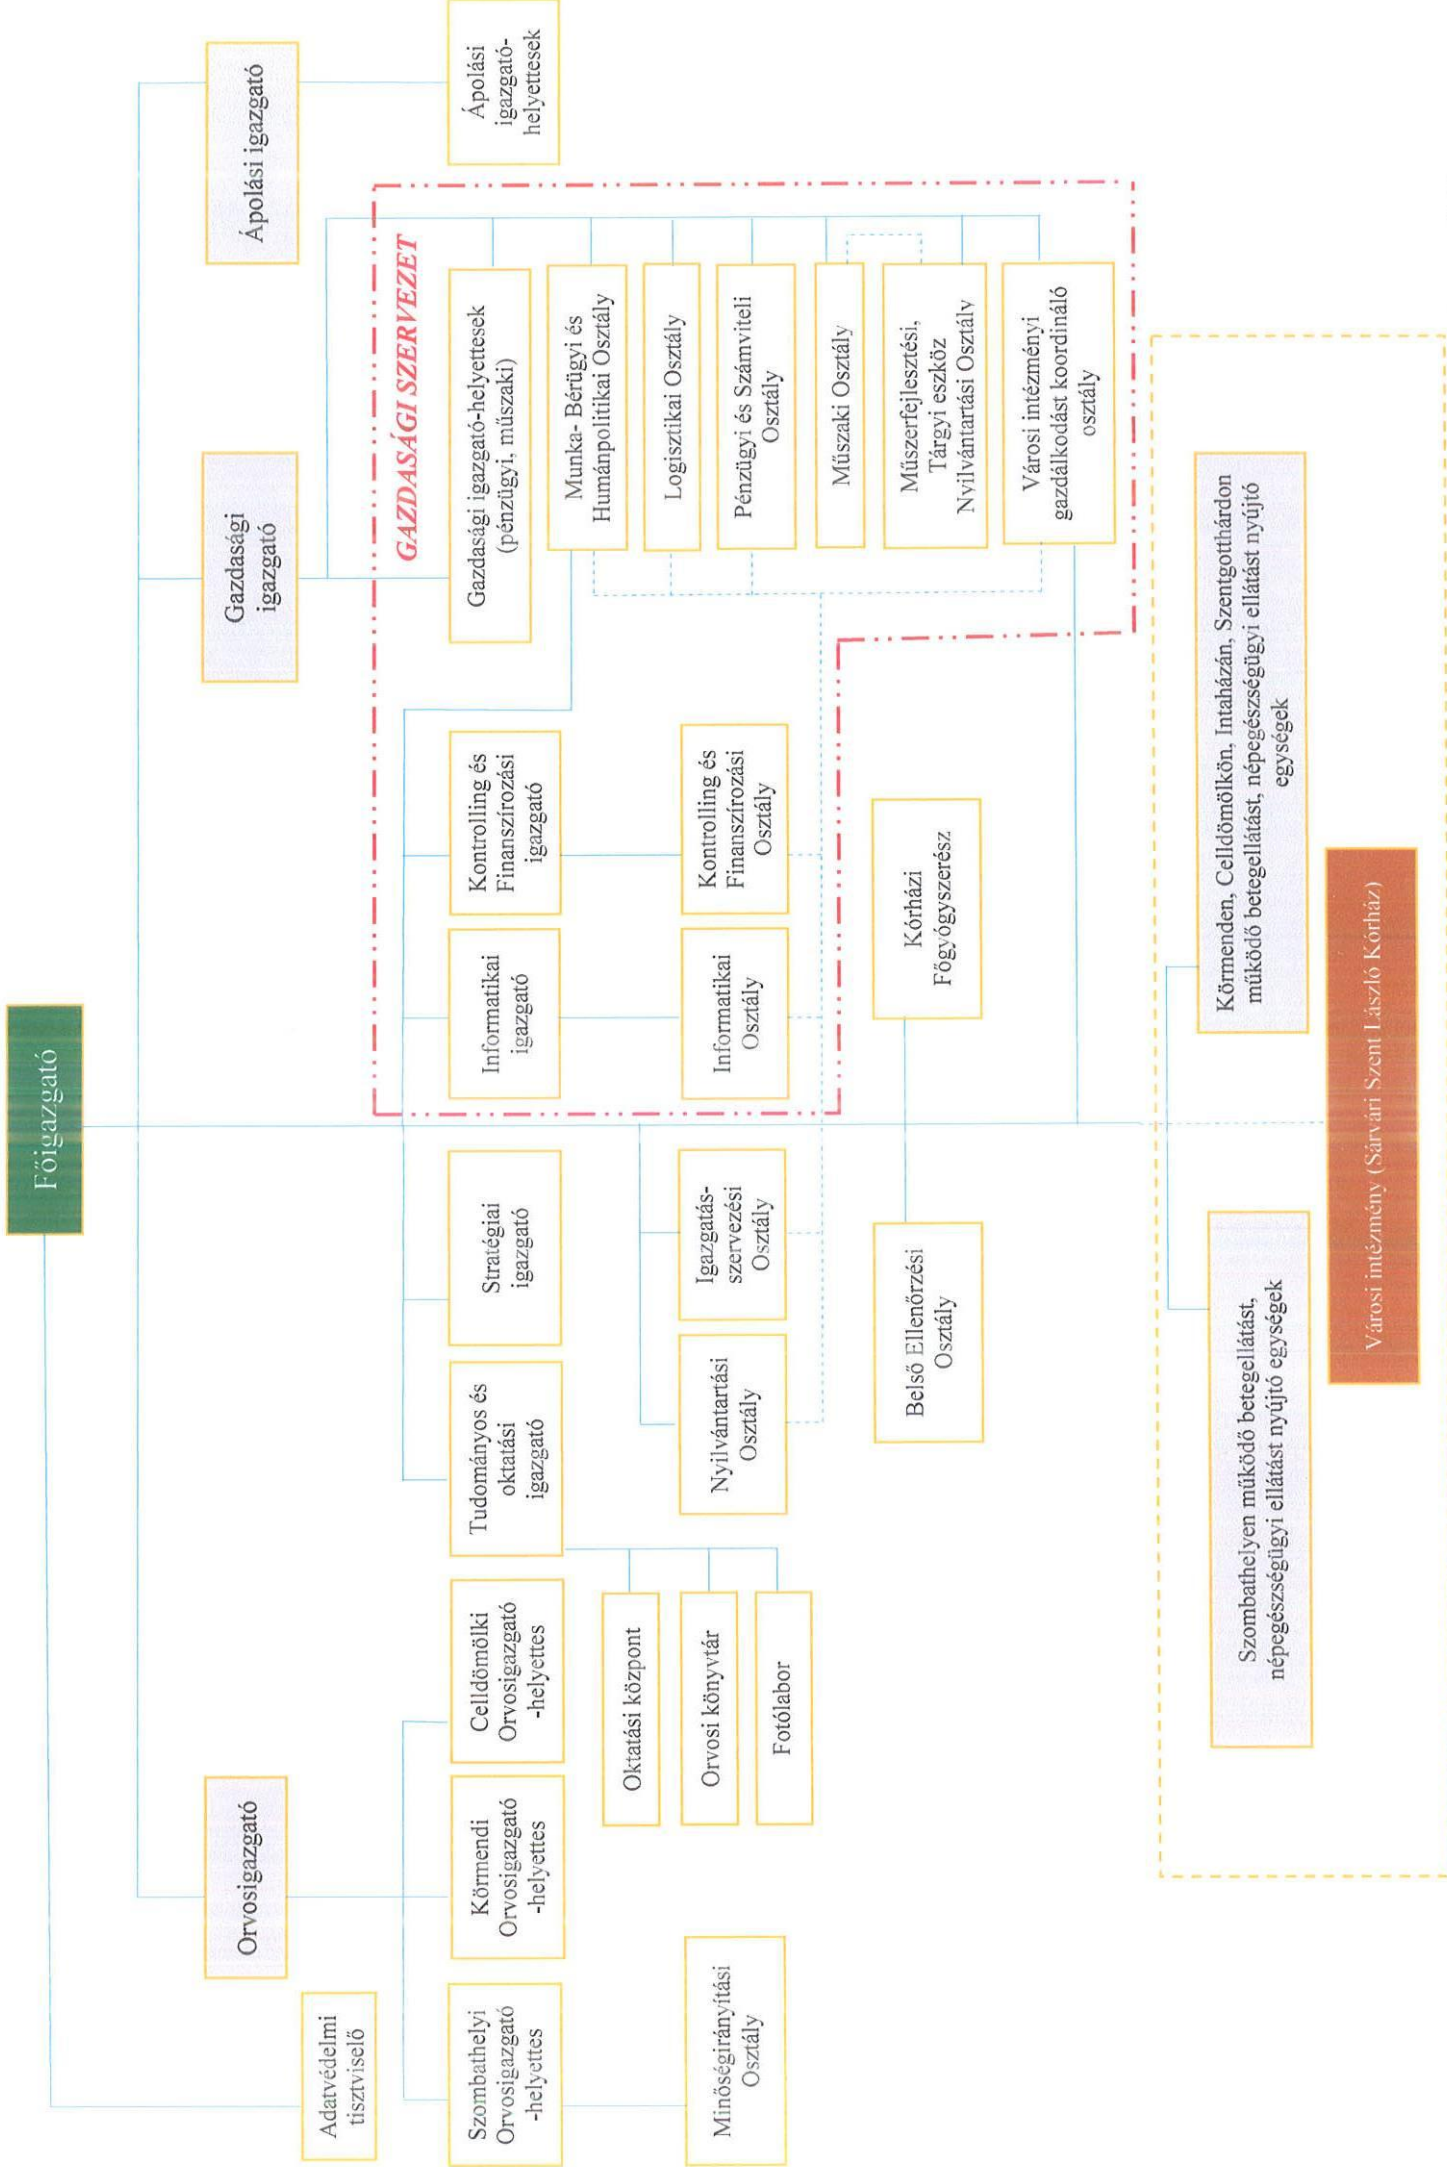 Főigazgató
Adatvédelmi
tisztviselő
Orvosigazgató
Gazdasági
igazgató
Ápolási igazgató
Szombathelyi
Orvosigazgató
-helyettes
Körmendi
Orvosigazgató
-helyettes
Celldömölki
Orvosigazgató
-helyettes
Tudományos és
oktatási
igazgató
Stratégiai
igazgató
Informatikai
igazgató
Kontrolling és
Finanszírozási
igazgató
GAZDASÁGI SZERVEZET
Gazdasági igazgató-helyettesek
(pénzügyi, műszaki)
Ápolási
igazgató-
helyettesek
Munka- Bérügyi és
Humánpolitikai Osztály
Logisztikai Osztály
Pénzügyi és Számviteli
Osztály
Műszaki Osztály
Műszerfejlesztési,
Tárgyi eszköz
Nyilvántartási Osztály
Városi intézményi
gazdálkodást koordináló
osztály
Minőségirányítási
Osztály
Oktatási központ
Orvosi könyvtár
Fotólabor
Nyilvántartási
Osztály
Igazgatás-
szervezési
Osztály
Informatikai
Osztály
Kontrolling és
Finanszírozási
Osztály
Belső Ellenőrzési
Osztály
Kórházi
Főgyógyszerész
Szombathelyen működő betegellátást,
népegészségügyi ellátást nyújtó egységek
Körmenden, Celldömölkön, Intaházán, Szentgotthárdon
működő betegellátást, népegészségügyi ellátást nyújtó
egységek
Városi intézmény (Sárvári Szent László Kórház)